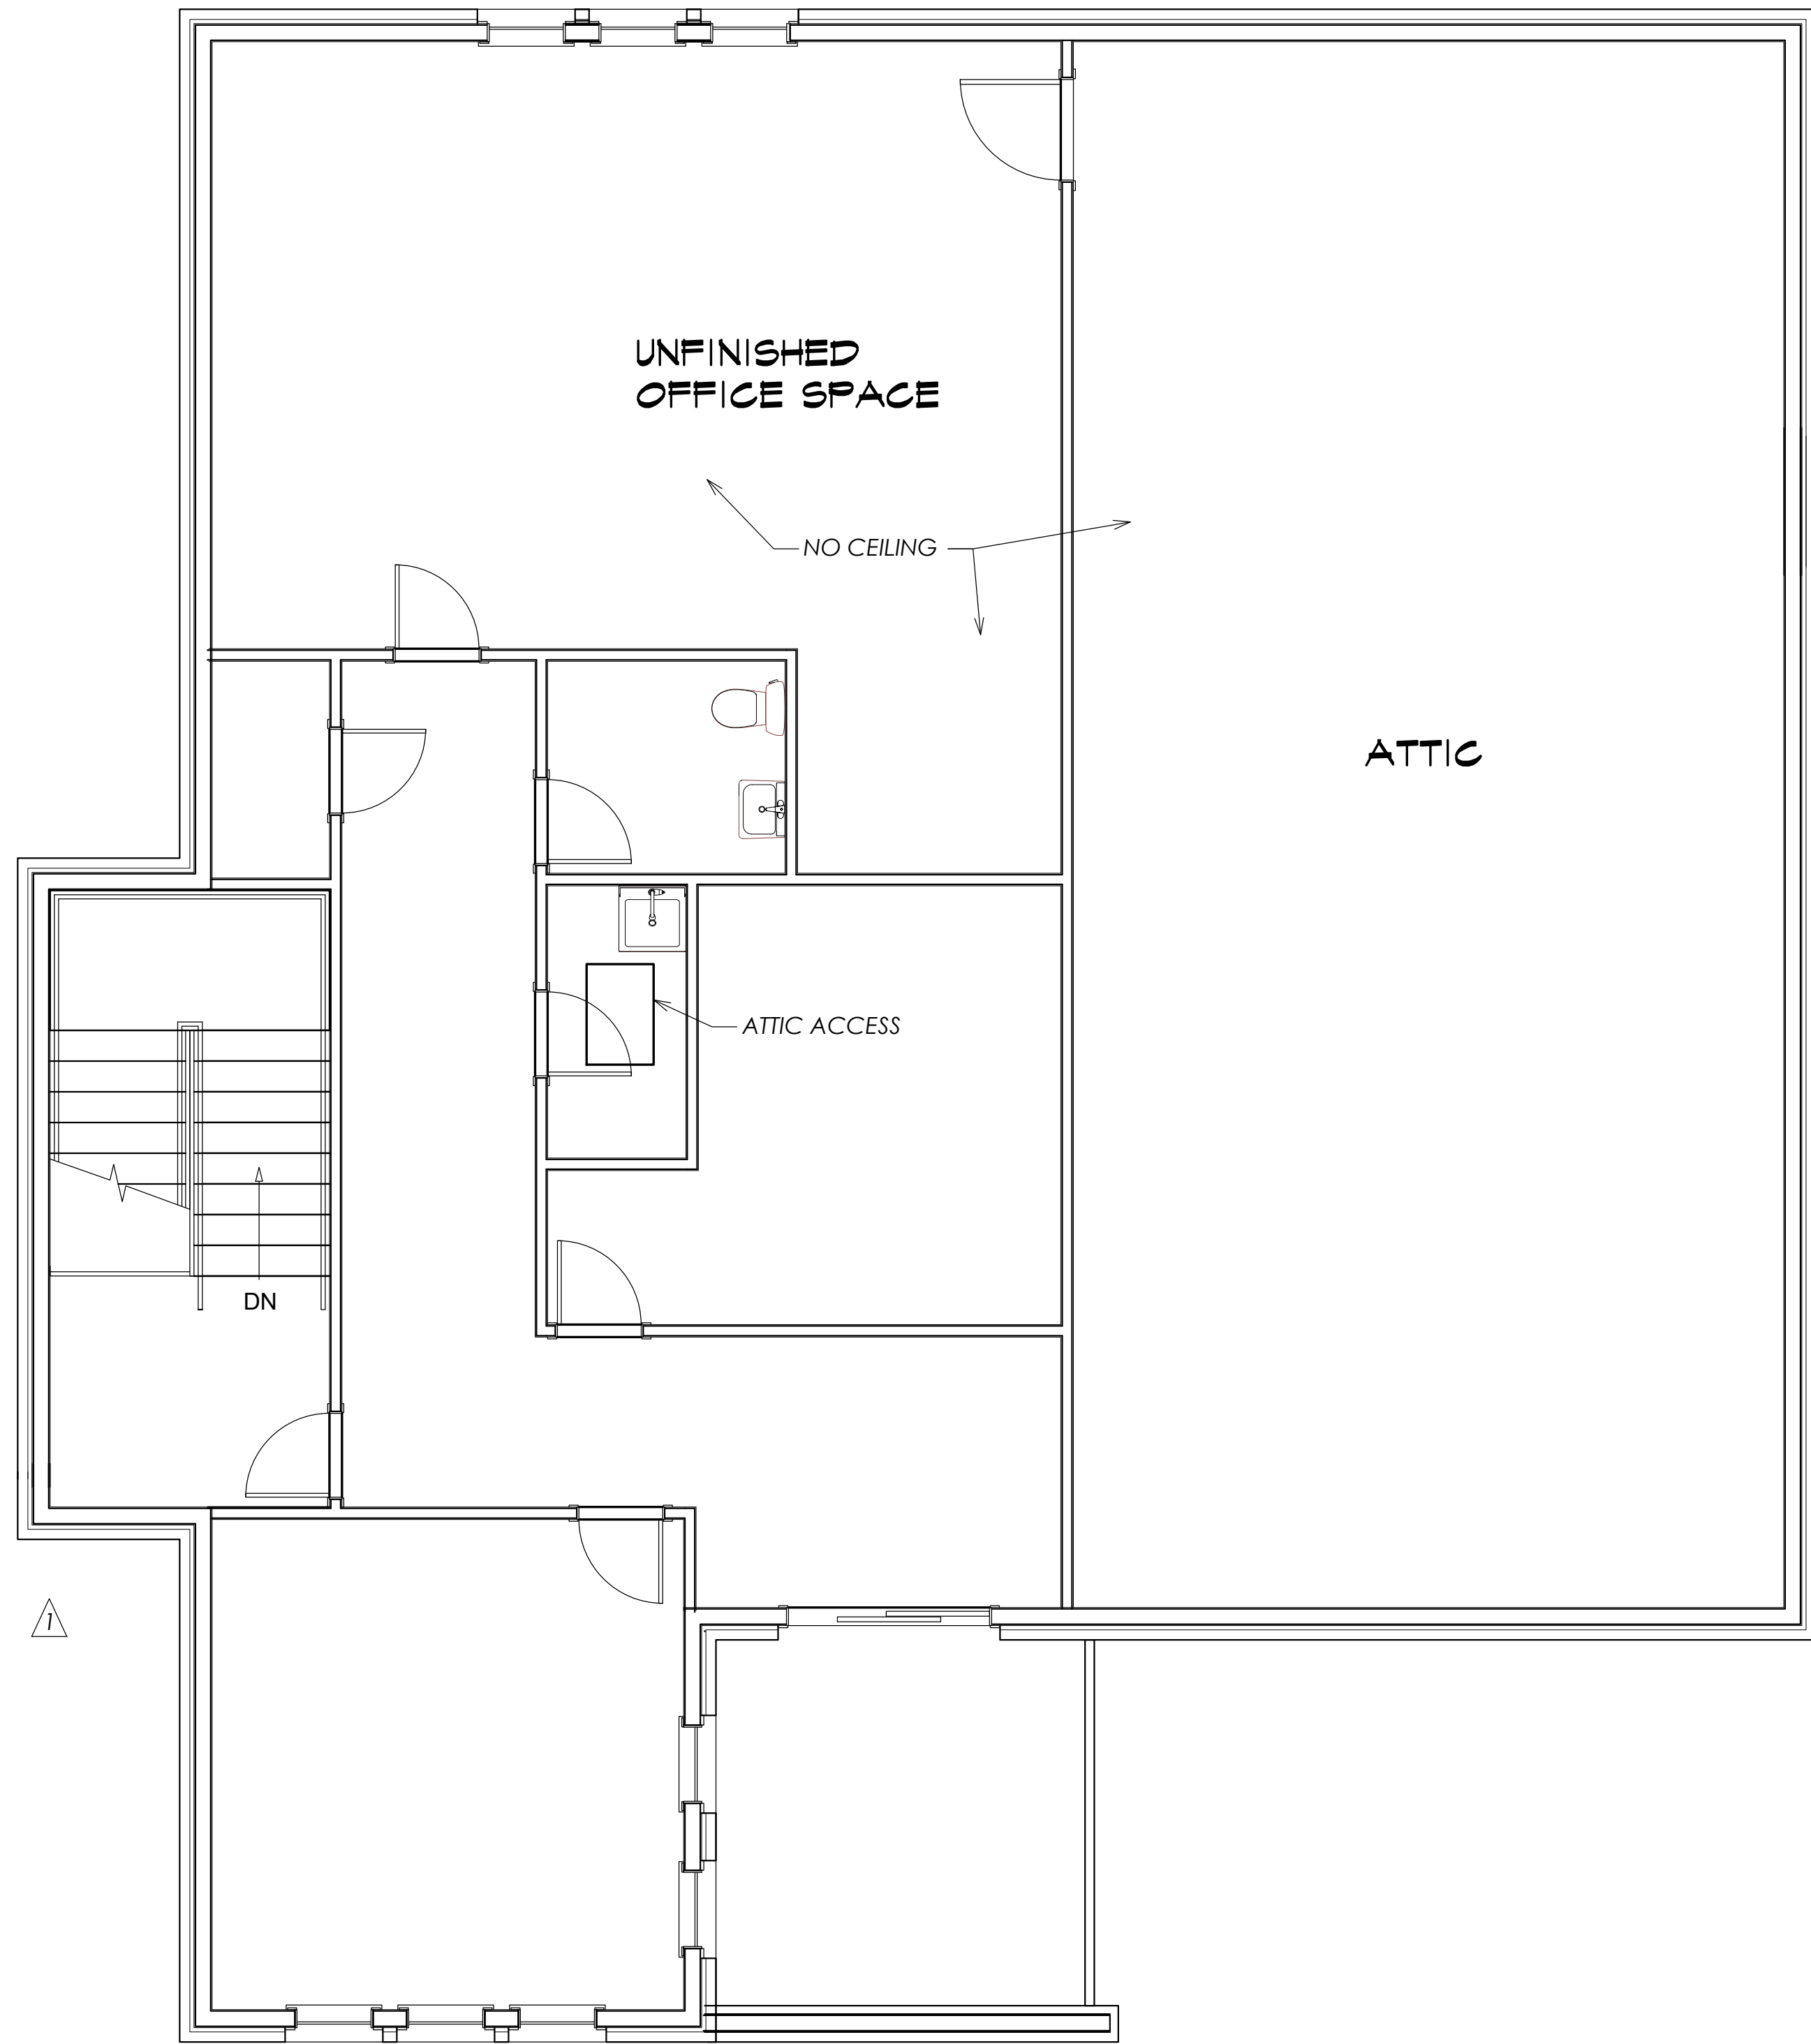 UNFINISHED
OFFICE SPACE
NO CEILING
ATTIC
ATTIC ACCESS
DN
1